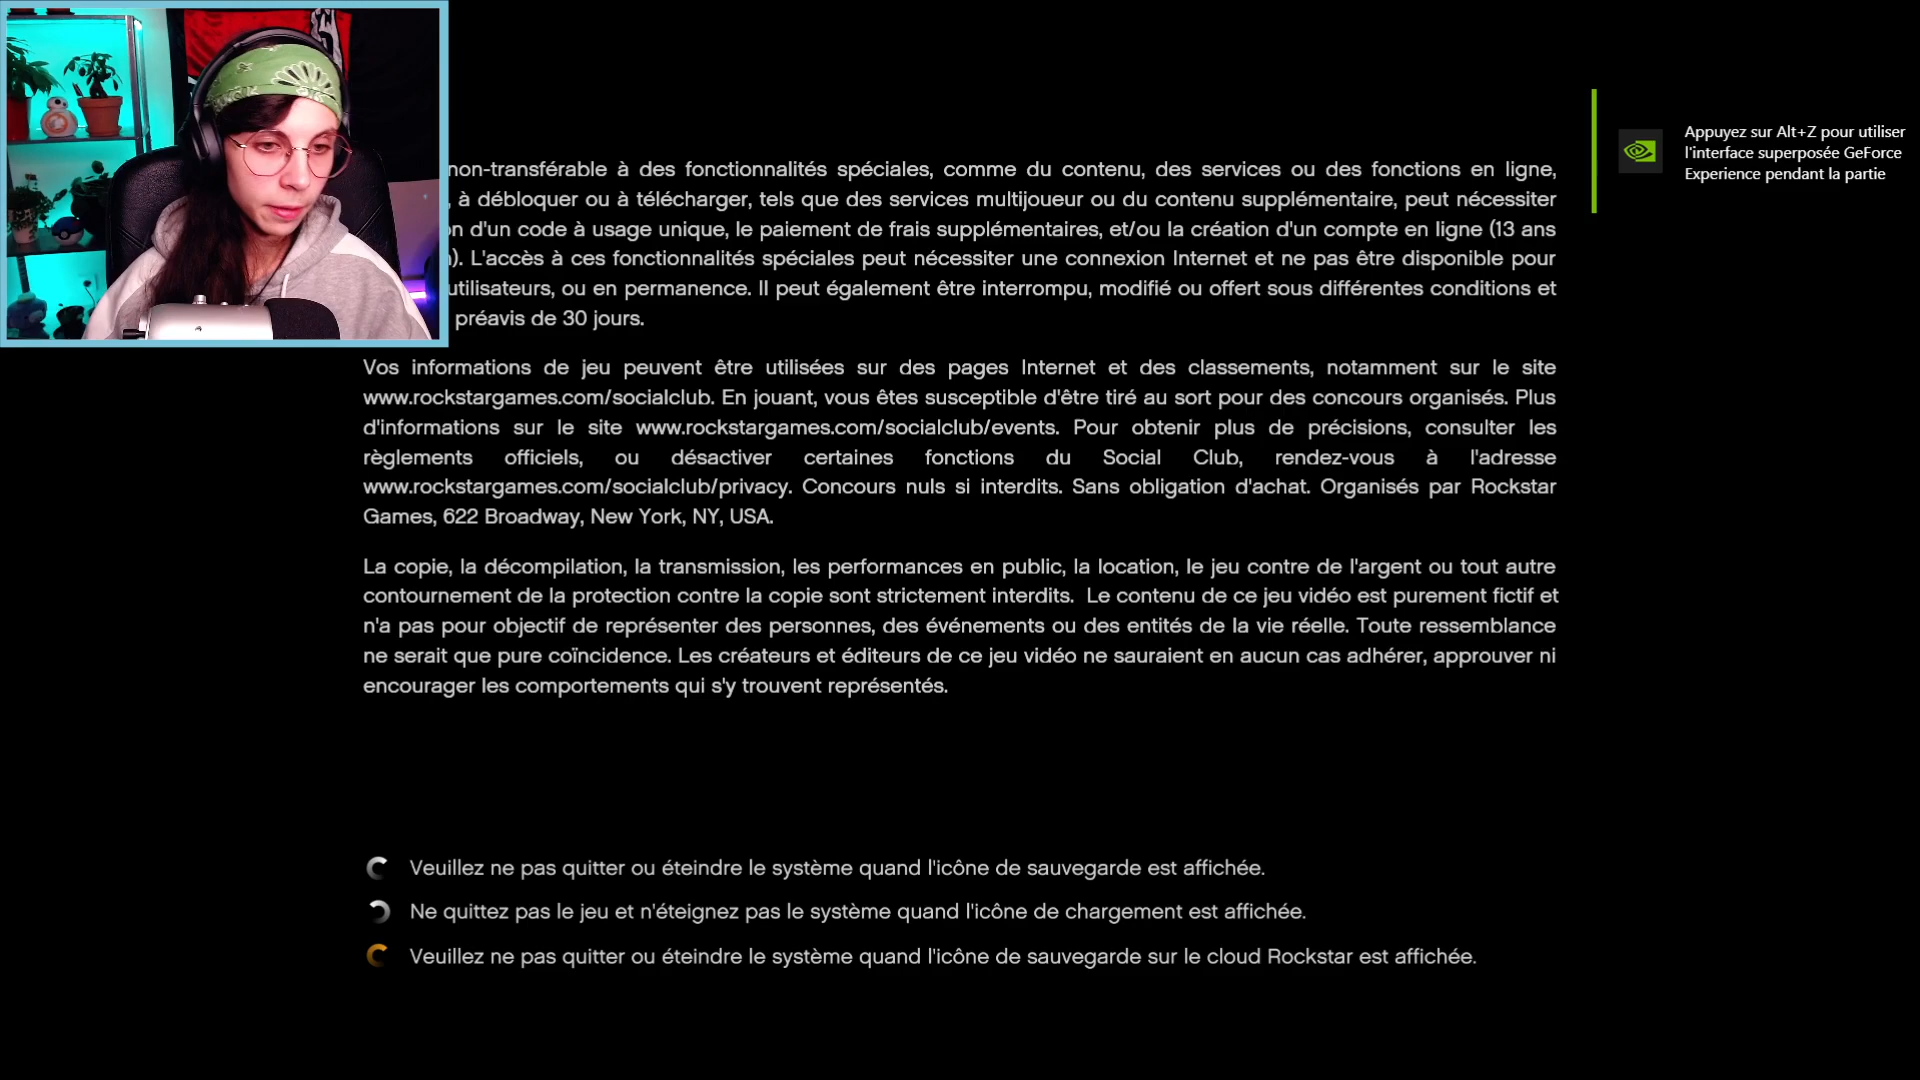 non-transférable à des fonctionnalités spéciales, comme du contenu, des services ou des fonctions en ligne,
, à débloquer ou à télécharger, tels que des services multijoueur ou du contenu supplémentaire, peut nécessiter
d'un code à usage unique, le paiement de frais supplémentaires, et/ou la création d'un compte en ligne (13 ans
). L'accès à ces fonctionnalités spéciales peut nécessiter une connexion Internet et ne pas être disponible pour
utilisateurs, ou en permanence. Il peut également être interrompu, modifié ou offert sous différentes conditions et
préavis de 30 jours.
Vos informations de jeu peuvent être utilisées sur des pages Internet et des classements, notamment sur le site
www.rockstargames.com/socialclub. En jouant, vous êtes susceptible d'être tiré au sort pour des concours organisés. Plus
d'informations sur le site www.rockstargames.com/socialclub/events. Pour obtenir plus de précisions, consulter les
règlements officiels, ou désactiver certaines fonctions du Social Club, rendez-vous à l'adresse
www.rockstargames.com/socialclub/privacy. Concours nuls si interdits. Sans obligation d'achat. Organisés par Rockstar
Games, 622 Broadway, New York, NY, USA.
La copie, la décompilation, la transmission, les performances en public, la location, le jeu contre de l'argent ou tout autre
contournement de la protection contre la copie sont strictement interdits. Le contenu de ce jeu vidéo est purement fictif et
n'a pas pour objectif de représenter des personnes, des événements ou des entités de la vie réelle. Toute ressemblance
ne serait que pure coïncidence. Les créateurs et éditeurs de ce jeu vidéo ne sauraient en aucun cas adhérer, approuver ni
encourager les comportements qui s'y trouvent représentés.
Veuillez ne pas quitter ou éteindre le système quand l'icône de sauvegarde est affichée.
Ne quittez pas le jeu et n'éteignez pas le système quand l'icône de chargement est affichée.
Veuillez ne pas quitter ou éteindre le système quand l'icône de sauvegarde sur le cloud Rockstar est affichée.
Appuyez sur Alt+Z pour utiliser
l'interface superposée GeForce
Experience pendant la partie